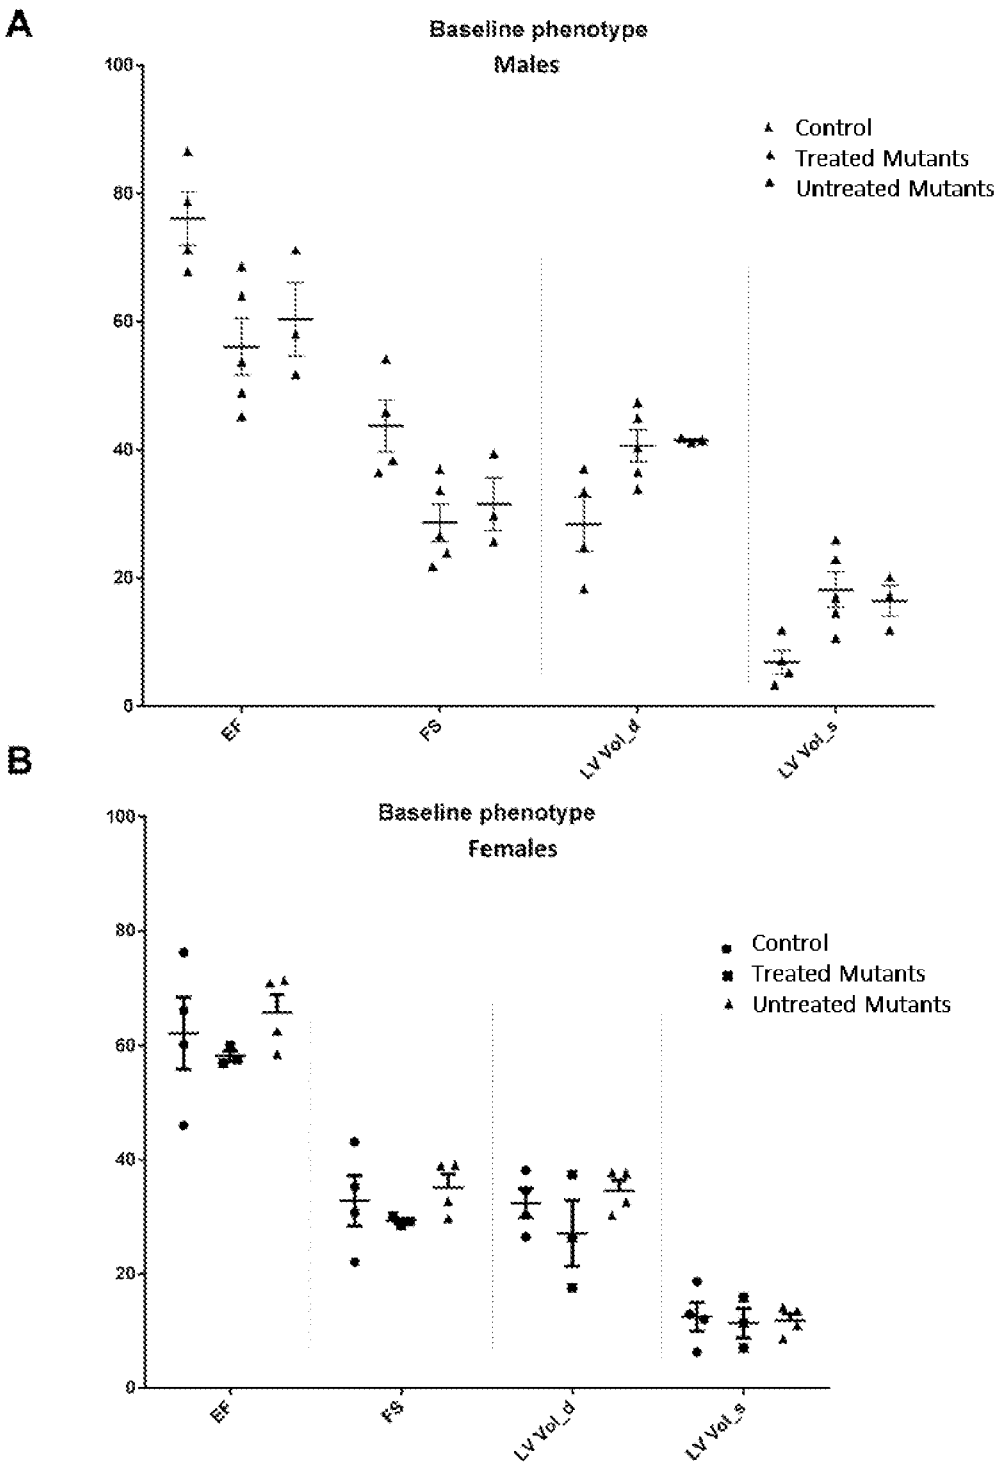 A
Baseline phenotype
Males
100
80
60
40
20
0
Control
Treated Mutants
Untreated Mutants
EF
FS
LV Vol_d
LV Vol_s
B
Baseline phenotype
Females
100
80
60
40
20
0
Control
Treated Mutants
Untreated Mutants
EF
FS
LV Vol_d
LV Vol_s